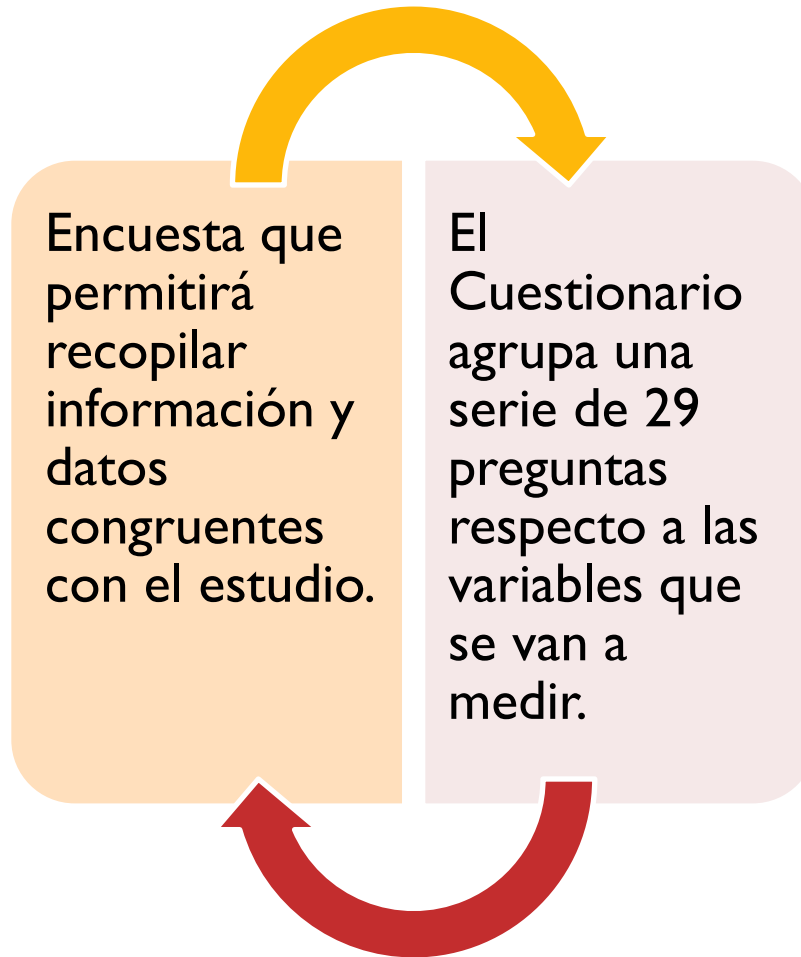 Encuesta que
permitirá
recopilar
información y
datos
congruentes
con el estudio.
El
Cuestionario
agrupa una
serie de 29
preguntas
respecto a las
variables que
se van a
medir.